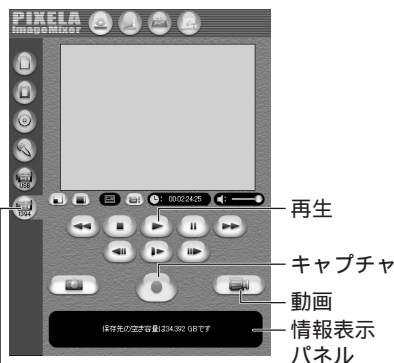 PIXELA
ImageMixer
USB
1394
00:02:24:25
再生
キャプチャ
動画
保存先の空き容量は34.392 GBです
情報表示
パネル